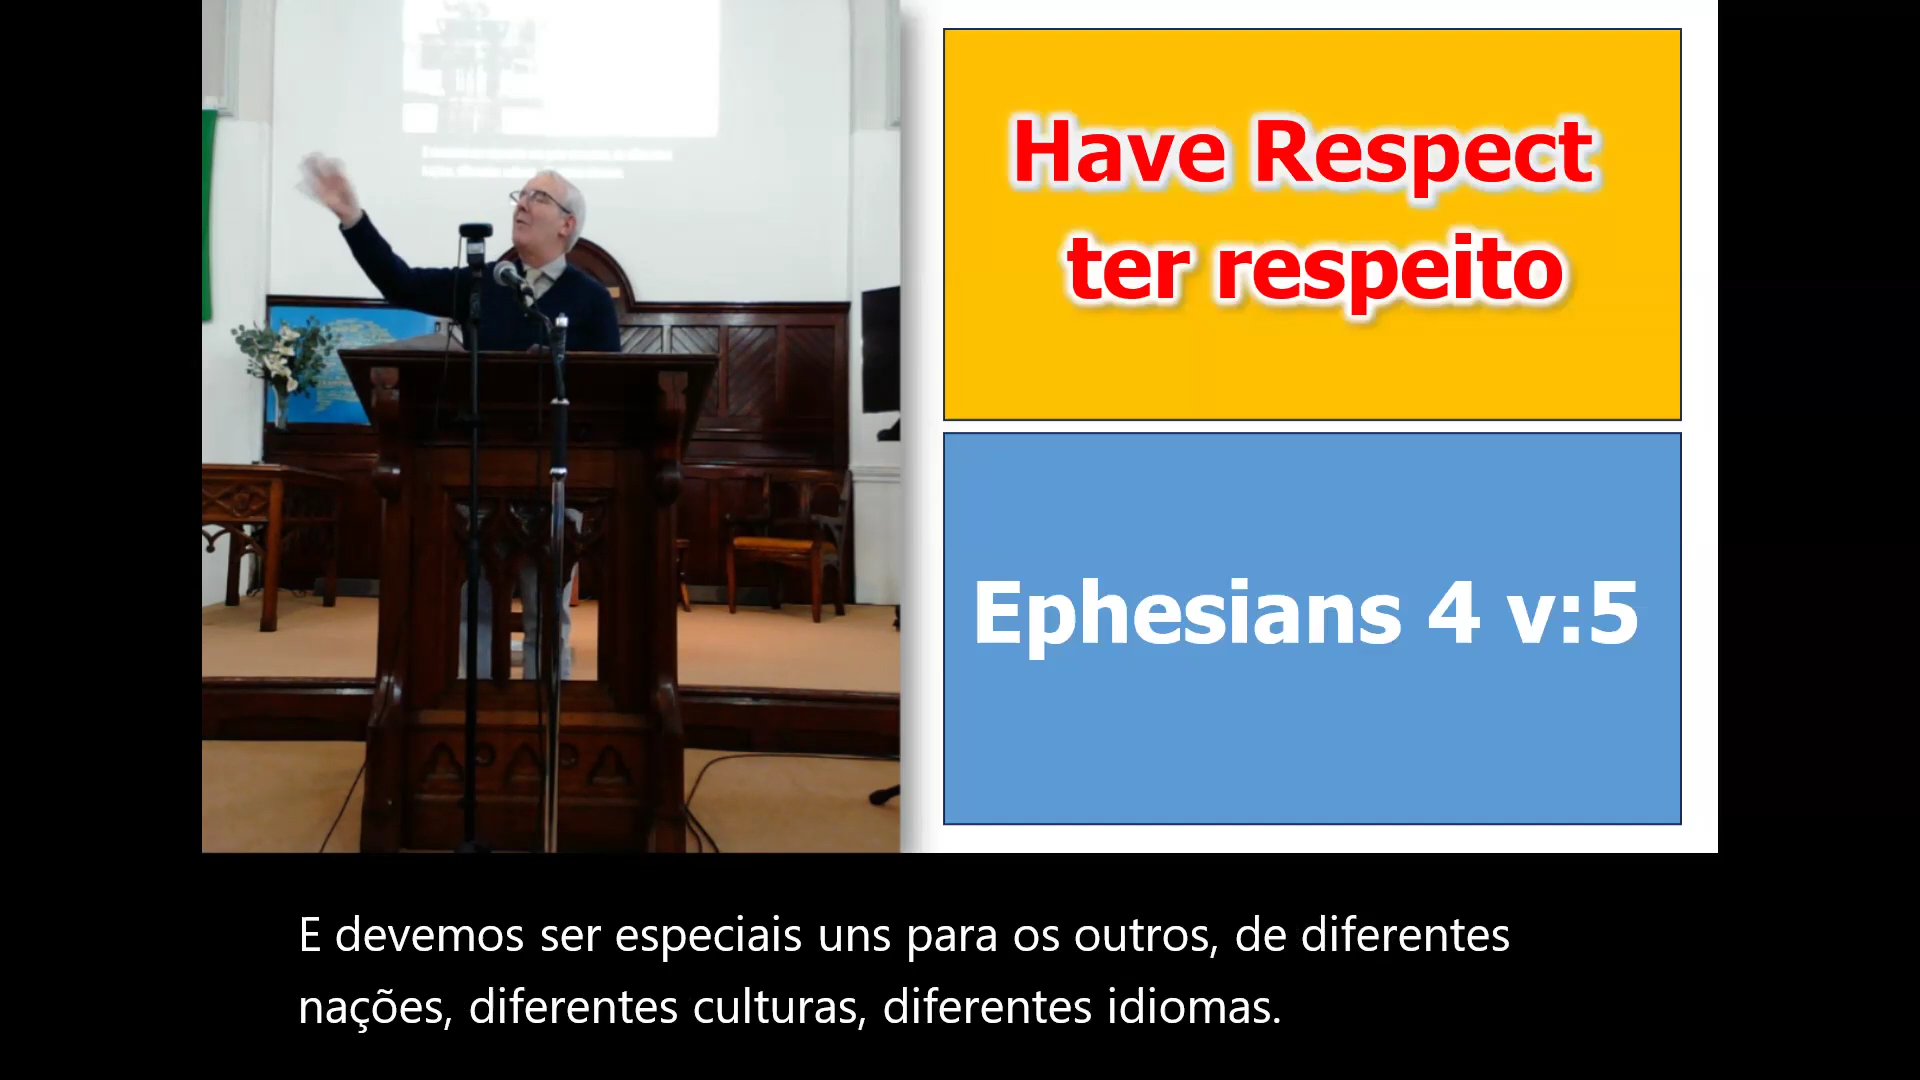 Have Respect
ter respeito
Ephesians 4 v:5
E devemos ser especiais uns para os outros, de diferentes
nações, diferentes culturas, diferentes idiomas.